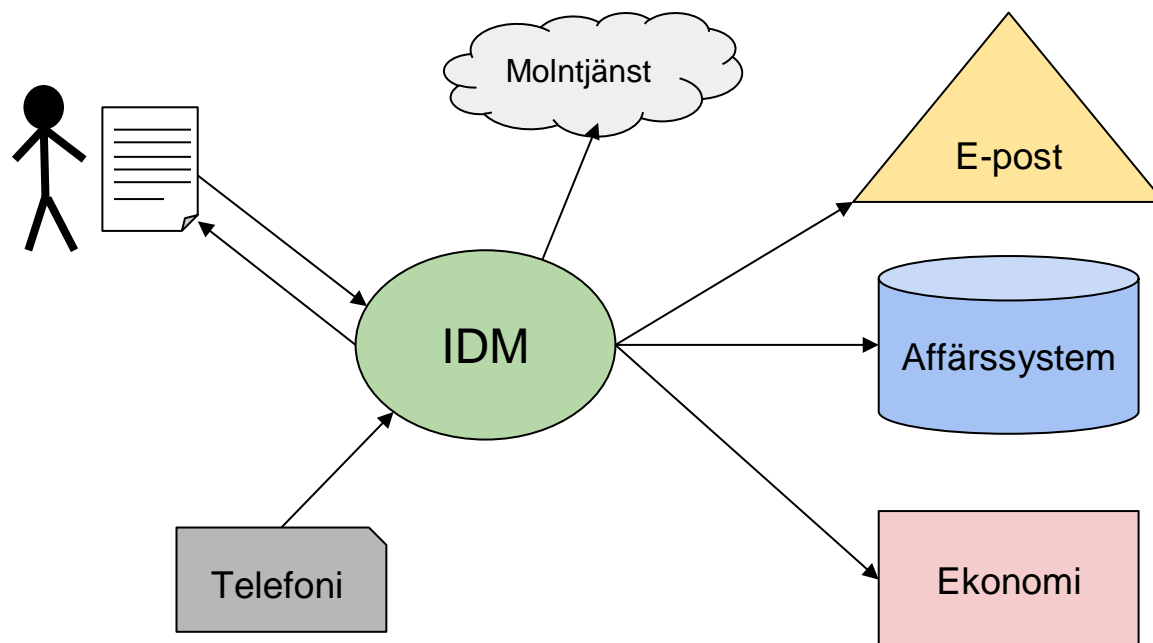 Molntjänst
E-post
IDM
Affärssystem
Telefoni
Ekonomi